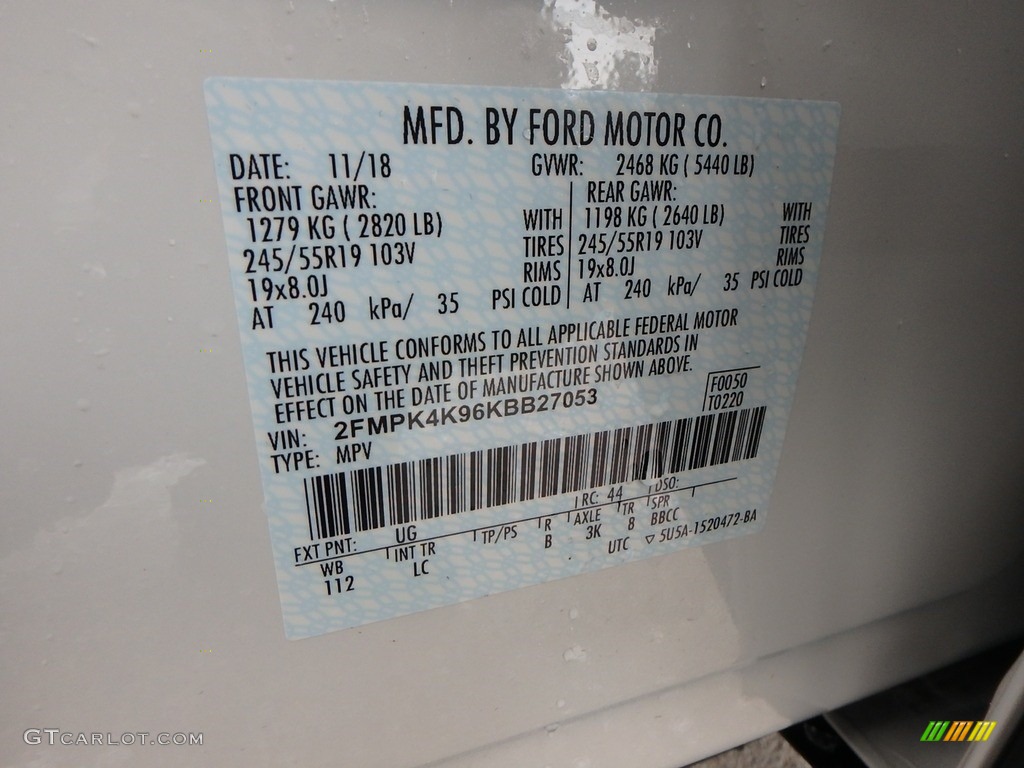 MFD. BY FORD MOTOR CO.
DATE: 11/18 GVWR: 2468 KG ( 5440 LB)
FRONT GAWR: REAR GAWR:
1279 KG ( 2820 LB) WITH 1198 KG ( 2640 LB) WITH
245/55R19 103V TIRES 245/55R19 103V TIRES
19x8.0J RIMS 19x8.0J RIMS
AT 240 kPa/ 35 PSI COLD AT 240 kPa/ 35 PSI COLD
THIS VEHICLE CONFORMS TO ALL APPLICABLE FEDERAL MOTOR
VEHICLE SAFETY AND THEFT PREVENTION STANDARDS IN
EFFECT ON THE DATE OF MANUFACTURE SHOWN ABOVE.
F0050
T0220
VIN: 2FMPK4K96KBB27053
TYPE: MPV
EXT PNT: UG RC: 44 DSO:
WB INT TR TP/PS R AXLE TR SPR
112 LC B 3K 8 BBCC
UTC ▽ 5U5A-1520472-BA
GTCARLOT.COM